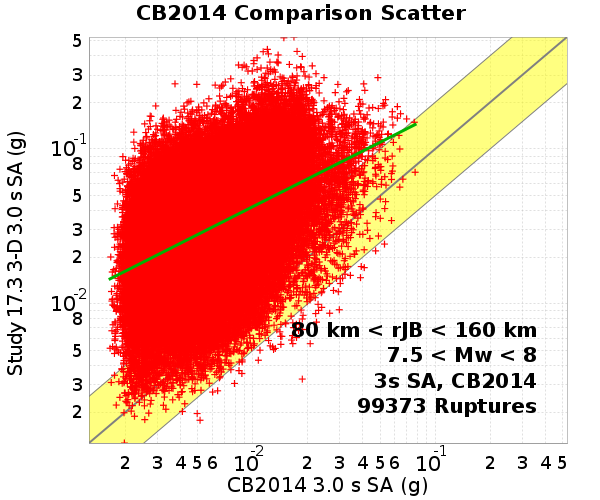 CB2014 Comparison Scatter
Study 17.3 3-D 3.0 s SA (g)
5
3
2
10-1
8
5
3
2
10-2
8
5
3
2
80 km < rJB < 160 km
7.5 < Mw < 8
3s SA, CB2014
99373 Ruptures
2 3 4 5 6 10-2 2 3 4 5 6 10-1 2 3 4 5
CB2014 3.0 s SA (g)